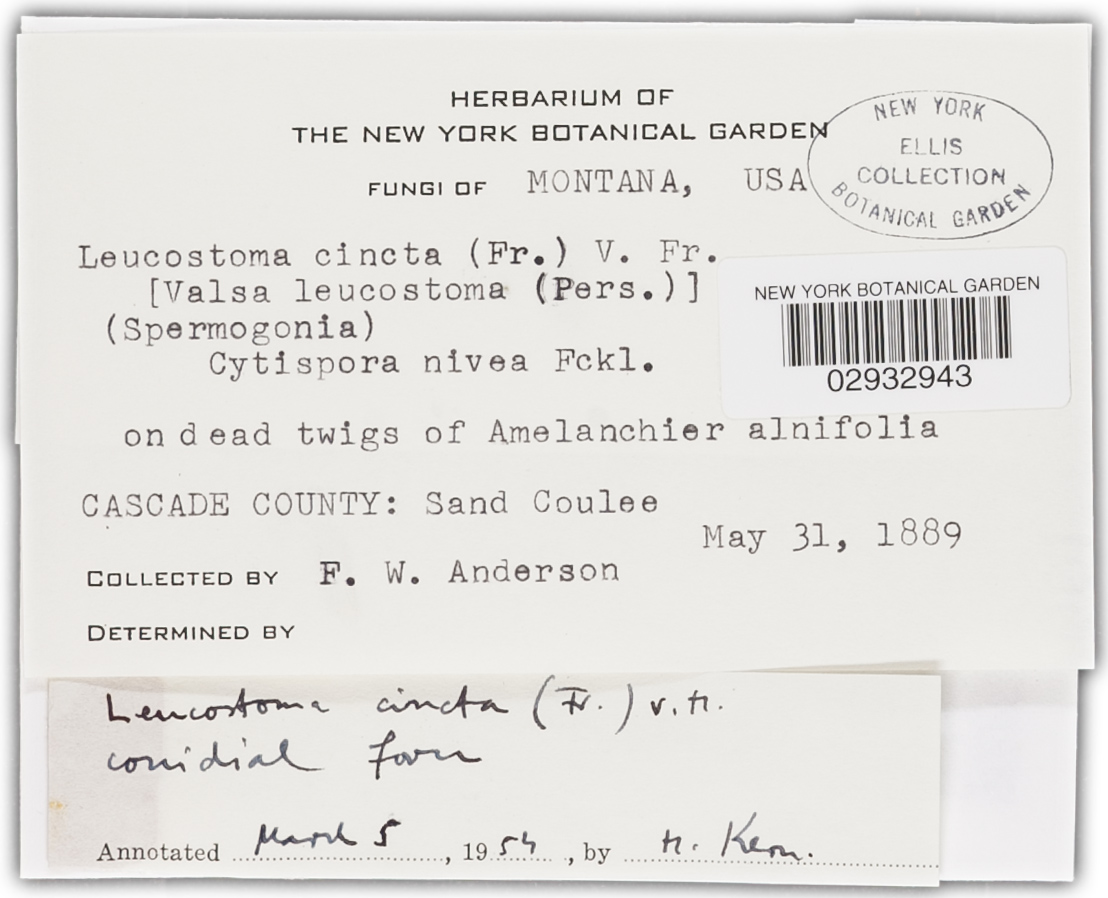 HERBARIUM OF
THE NEW YORK BOTANICAL GARDEN
FUNGI OF MONTANA, USA
NEW YORK
ELLIS
COLLECTION
BOTANICAL GARDEN
Leucostoma cincta (Fr.) V. Fr.
[Valsa leucostoma (Pers.)]
(Spermogonia)
Cytispora nivea Fckl.
NEW YORK BOTANICAL GARDEN
02932943
on dead twigs of Amelanchier alnifolia
CASCADE COUNTY: Sand Coulee
May 31, 1889
COLLECTED BY F. W. Anderson
DETERMINED BY
Leucostoma cincta (Fr.) v. H.
conidial form
Annotated March 5, 1954, by H. Kern.